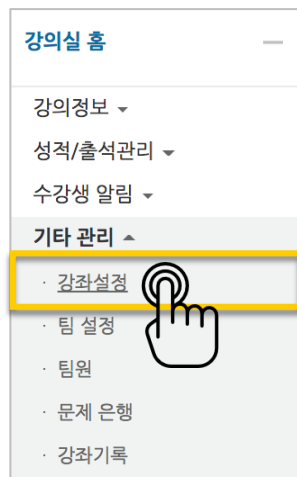 강의실 홈
강의정보
성적/출석관리
수강생 알림
기타 관리
· 강좌설정
· 팀 설정
· 팀원
· 문제 은행
· 강좌기록